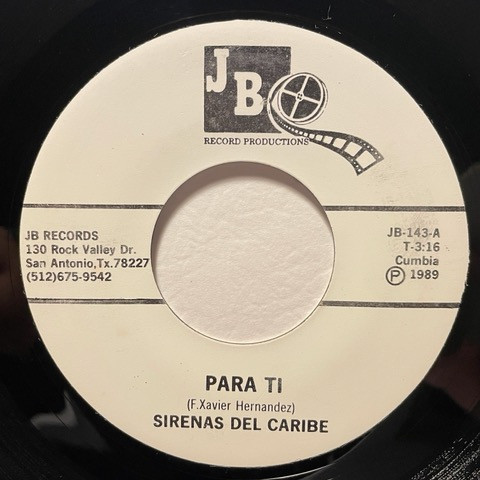 JB
RECORD PRODUCTIONS
JB RECORDS
130 Rock Valley Dr.
San Antonio,Tx.78227
(512)675-9542
JB-143-A
T-3:16
Cumbia
Ⓟ 1989
PARA TI
(F.Xavier Hernandez)
SIRENAS DEL CARIBE